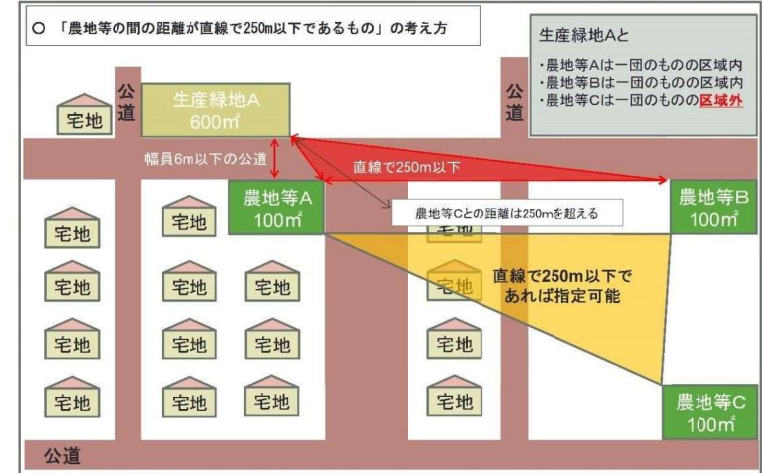 〇 「農地等の間の距離が直線で250m以下であるもの」の考え方
生産緑地Aと
・農地等Aは一団のものの区域内
・農地等Bは一団のものの区域内
・農地等Cは一団のものの区域外
公道
公道
生産緑地A
600㎡
宅地
幅員6m以下の公道
直線で250m以下
農地等A
100㎡
農地等B
100㎡
宅地
宅地
農地等Cとの距離は250mを超える
宅地
直線で250m以下で
あれば指定可能
宅地
宅地
宅地
宅地
宅地
宅地
宅地
宅地
宅地
宅地
宅地
宅地
農地等C
100㎡
公道